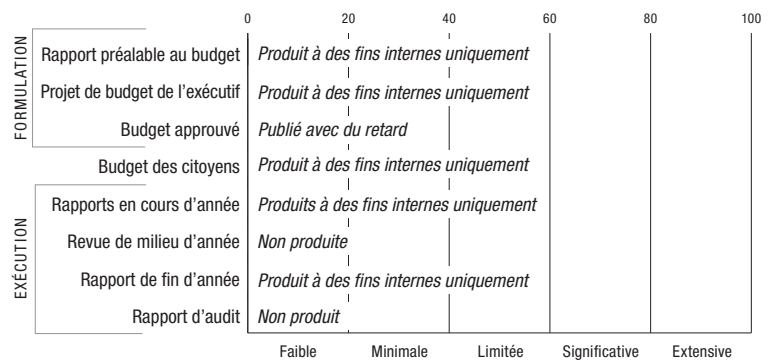 0 20 40 60 80 100
FORMULATION
Rapport préalable au budget Produit à des fins internes uniquement
Projet de budget de l’exécutif Produit à des fins internes uniquement
Budget approuvé Publié avec du retard
Budget des citoyens Produit à des fins internes uniquement
EXÉCUTION
Rapports en cours d’année Produits à des fins internes uniquement
Revue de milieu d’année Non produite
Rapport de fin d’année Produit à des fins internes uniquement
Rapport d’audit Non produit
Faible Minimale Limitée Significative Extensive